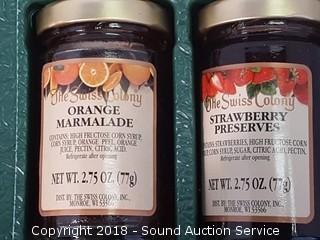 The Swiss Colony
ORANGE
MARMALADE
CONTAINS: HIGH FRUCTOSE CORN SYRUP,
CORN SYRUP, ORANGE PEEL, ORANGE
JUICE, PECTIN, CITRIC ACID.
Refrigerate after opening
NET WT. 2.75 OZ. (77g)
DIST. BY: THE SWISS COLONY, INC.,
MONROE, WI 53566
The Swiss Colony
STRAWBERRY
PRESERVES
CONTAINS: STRAWBERRIES, HIGH FRUCTOSE CORN
SYRUP, CORN SYRUP, SUGAR, CITRIC ACID, PECTIN.
Refrigerate after opening
NET WT. 2.75 OZ. (77g)
DIST. BY: THE SWISS COLONY, INC.,
MONROE, WI 53566
Copyright 2018 - Sound Auction Service